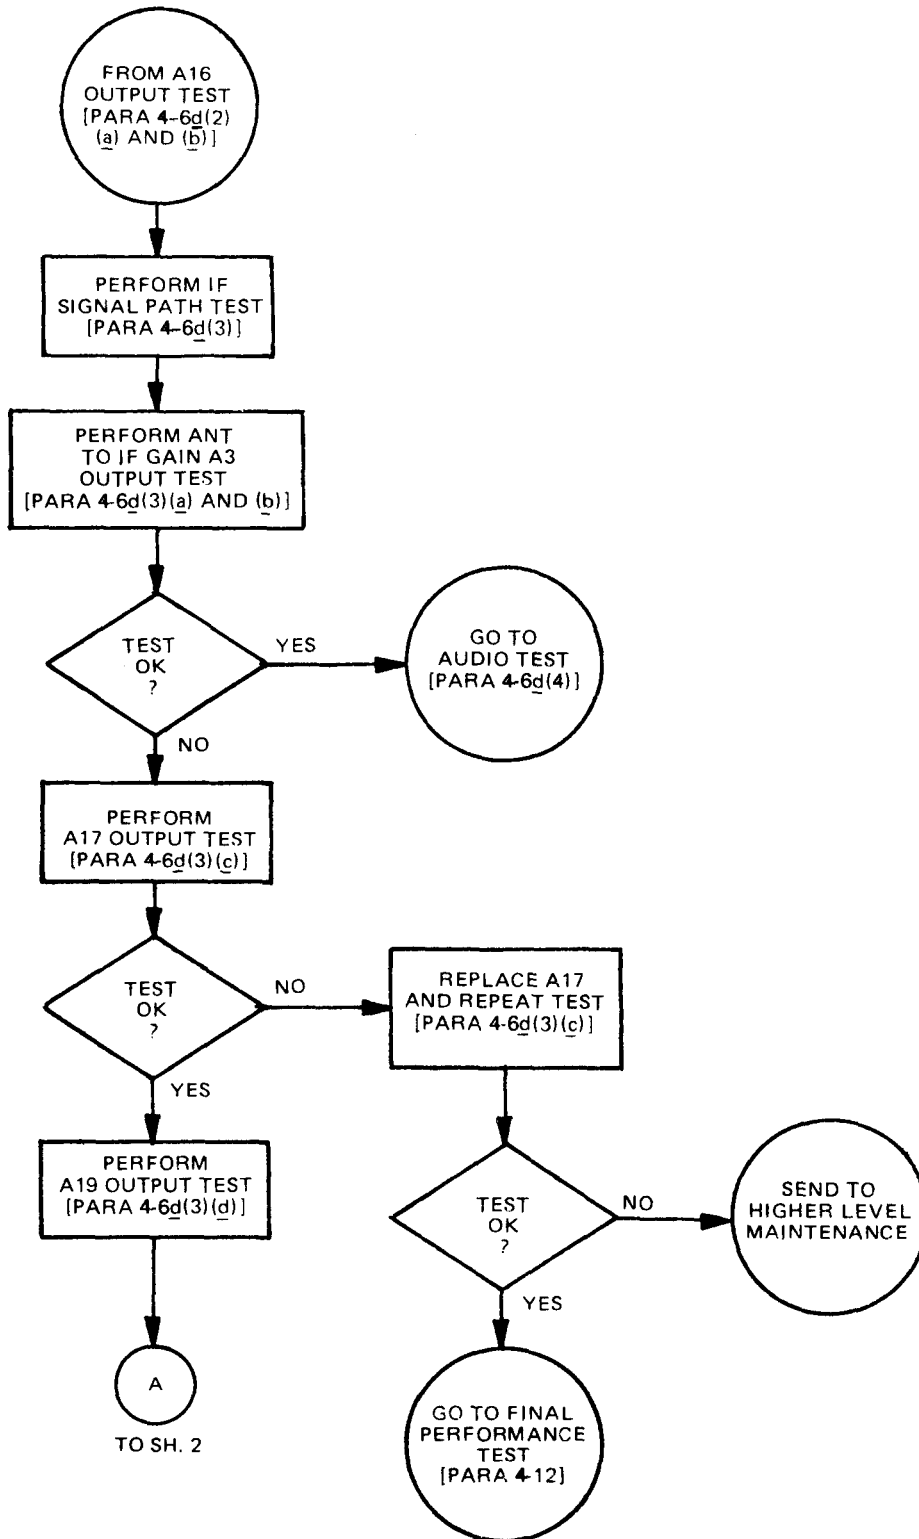 FROM A16
OUTPUT TEST
[PARA 4-6d(2)
(a) AND (b)]
PERFORM IF
SIGNAL PATH TEST
[PARA 4-6d(3)]
PERFORM ANT
TO IF GAIN A3
OUTPUT TEST
[PARA 4-6d(3)(a) AND (b)]
TEST
OK
?
YES
GO TO
AUDIO TEST
[PARA 4-6d(4)]
NO
PERFORM
A17 OUTPUT TEST
[PARA 4-6d(3)(c)]
TEST
OK
?
NO
REPLACE A17
AND REPEAT TEST
[PARA 4-6d(3)(c)]
YES
PERFORM
A19 OUTPUT TEST
[PARA 4-6d(3)(d)]
TEST
OK
?
NO
SEND TO
HIGHER LEVEL
MAINTENANCE
YES
A
TO SH. 2
GO TO FINAL
PERFORMANCE
TEST
[PARA 4-12]